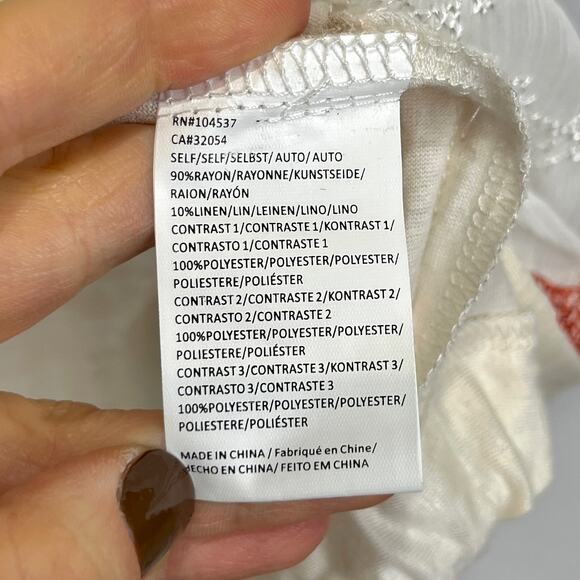 RN#104537
CA#32054
SELF/SELF/SELBST/ AUTO/ AUTO
90%RAYON/RAYONNE/KUNSTSEIDE/
RAION/RAYÓN
10%LINEN/LIN/LEINEN/LINO/LINO
CONTRAST 1/CONTRASTE 1/KONTRAST 1/
CONTRASTO 1/CONTRASTE 1
100%POLYESTER/POLYESTER/POLYESTER/
POLIESTERE/POLIÉSTER
CONTRAST 2/CONTRASTE 2/KONTRAST 2/
CONTRASTO 2/CONTRASTE 2
100%POLYESTER/POLYESTER/POLYESTER/
POLIESTERE/POLIÉSTER
CONTRAST 3/CONTRASTE 3/KONTRAST 3/
CONTRASTO 3/CONTRASTE 3
100%POLYESTER/POLYESTER/POLYESTER/
POLIESTERE/POLIÉSTER
MADE IN CHINA / Fabriqué en Chine/
HECHO EN CHINA/ FEITO EM CHINA